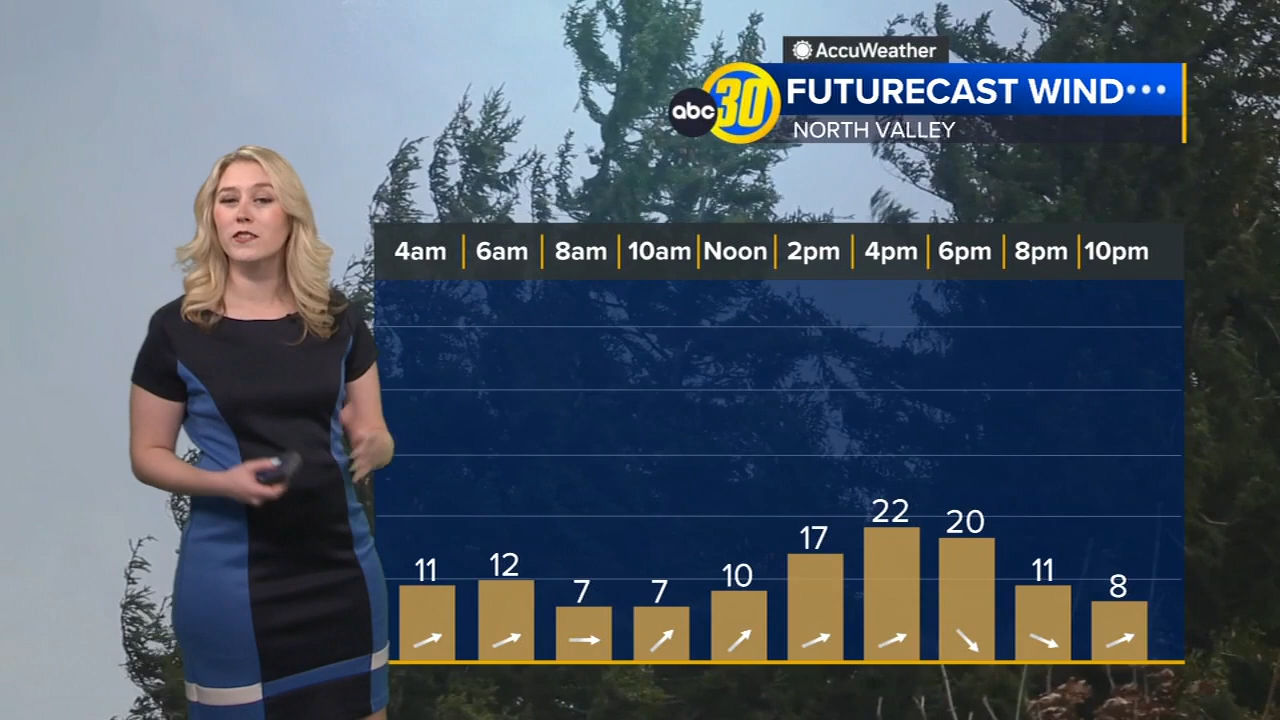 AccuWeather
abc 30
FUTURECAST WIND•••
NORTH VALLEY
4am 6am 8am 10am Noon 2pm 4pm 6pm 8pm 10pm
11 12 7 7 10 17 22 20 11 8